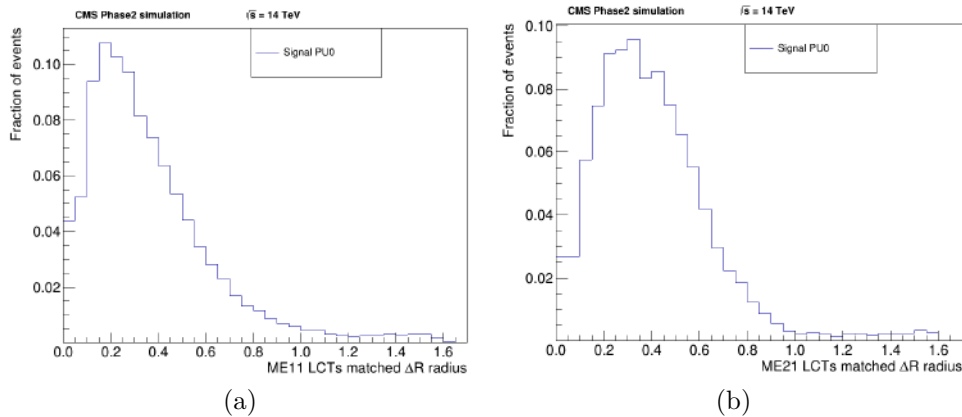 CMS Phase2 simulation √s = 14 TeV
Fraction of events
Signal PU0
0.10
0.08
0.06
0.04
0.02
0.0 0.2 0.4 0.6 0.8 1.0 1.2 1.4 1.6
ME11 LCTs matched ΔR radius
(a)
CMS Phase2 simulation √s = 14 TeV
Fraction of events
Signal PU0
0.10
0.08
0.06
0.04
0.02
0.00
0.0 0.2 0.4 0.6 0.8 1.0 1.2 1.4 1.6
ME21 LCTs matched ΔR radius
(b)